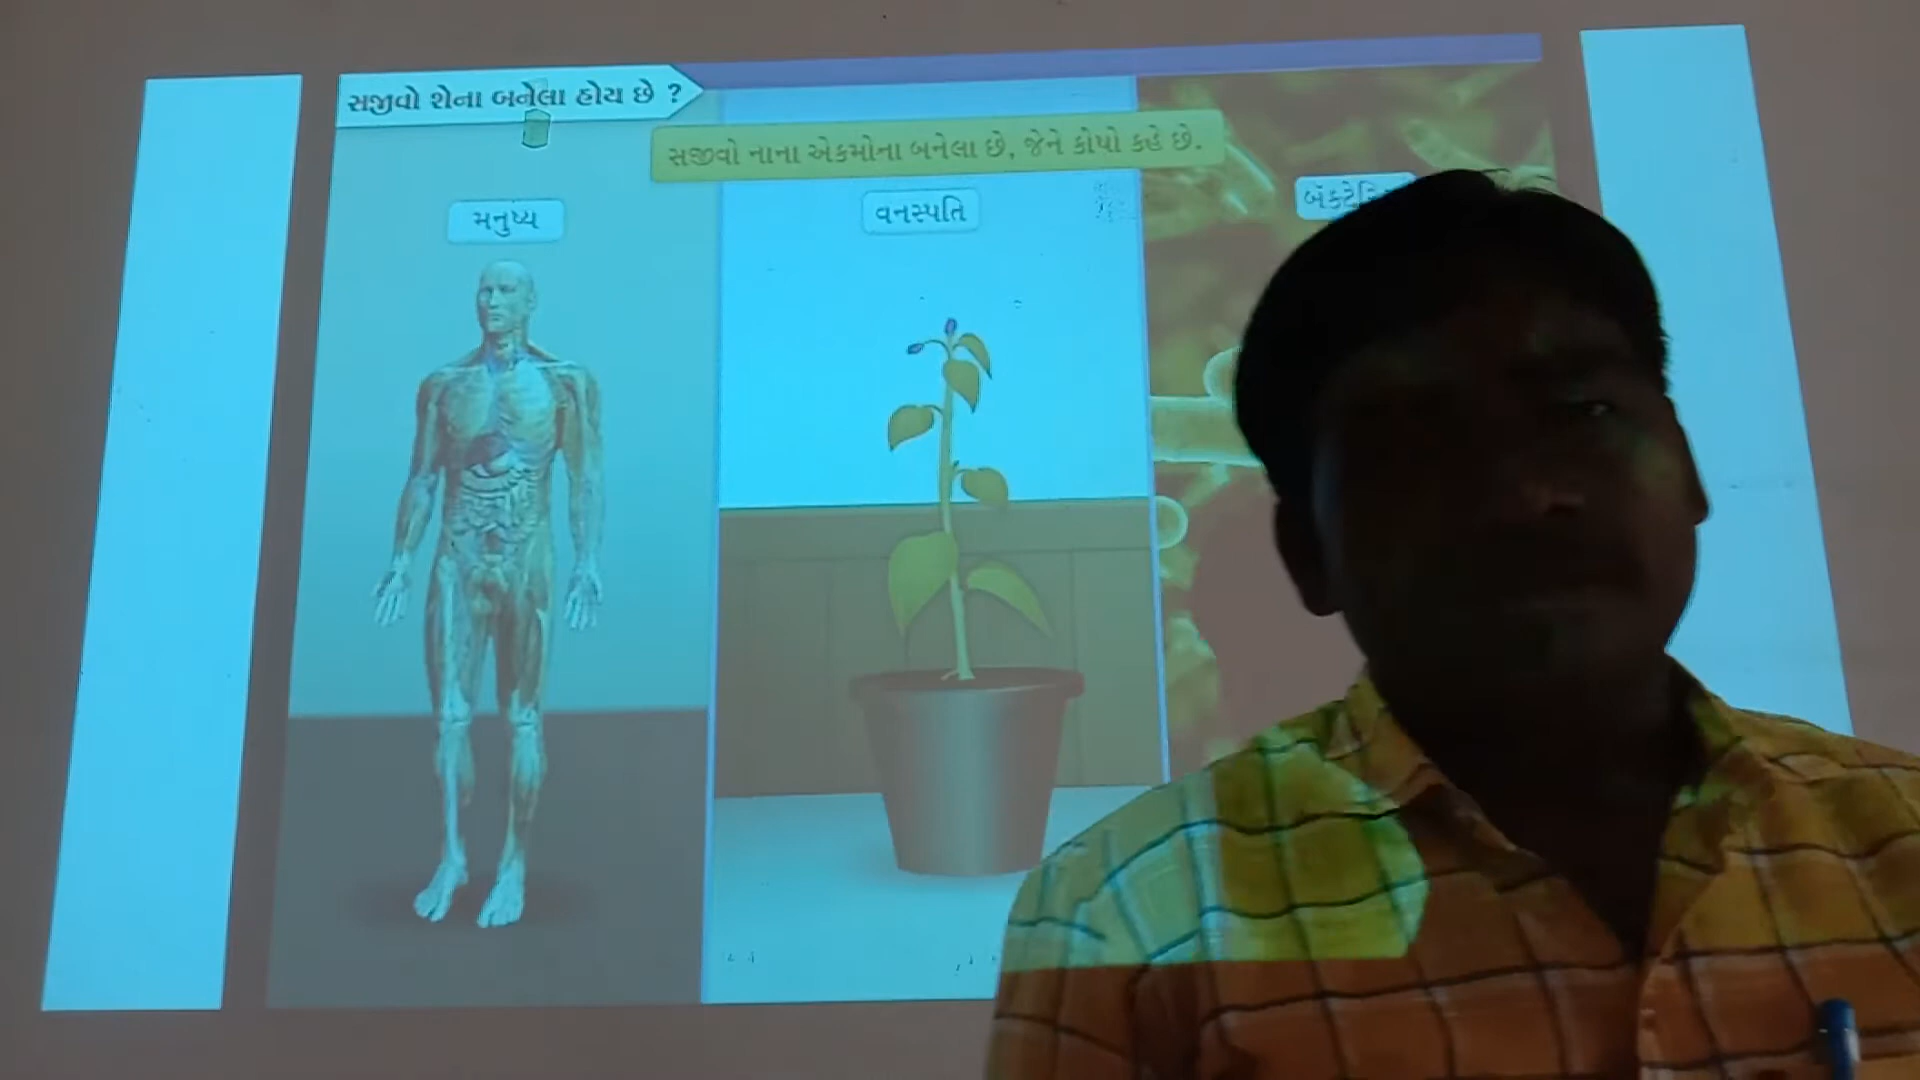 સજીવો શેના બનેલા હોય છે ?
સજીવો નાના એકમોના બનેલા છે, જેને કોષો કહે છે.
મનુષ્ય
વનસ્પતિ